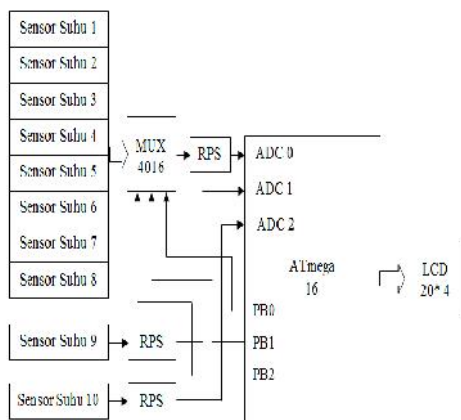 Sensor Suhu 1
Sensor Suhu 2
Sensor Suhu 3
Sensor Suhu 4
Sensor Suhu 5
Sensor Suhu 6
Sensor Suhu 7
Sensor Suhu 8
MUX
4016
RPS
ADC 0
ADC 1
ADC 2
ATmega
16
LCD
20*4
PB0
PB1
PB2
Sensor Suhu 9
RPS
Sensor Suhu 10
RPS